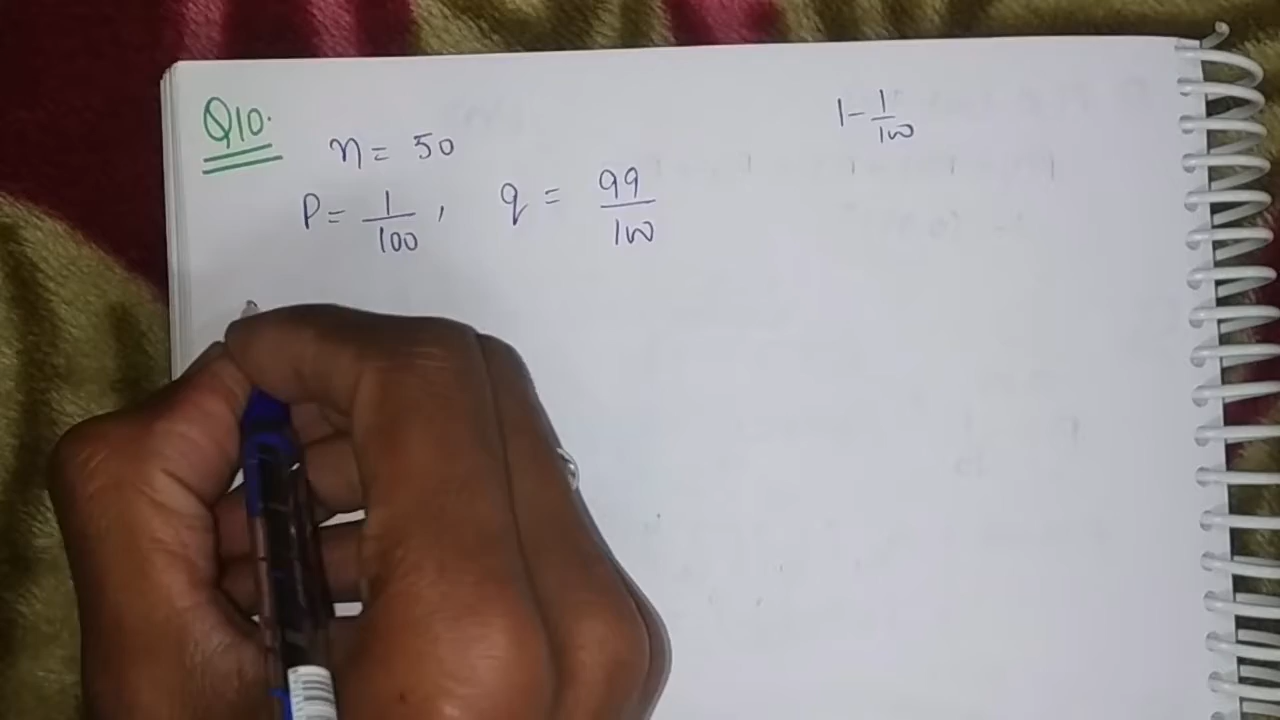 Q10.
n = 50
1 - 1/100
P = 1/100, q = 99/100